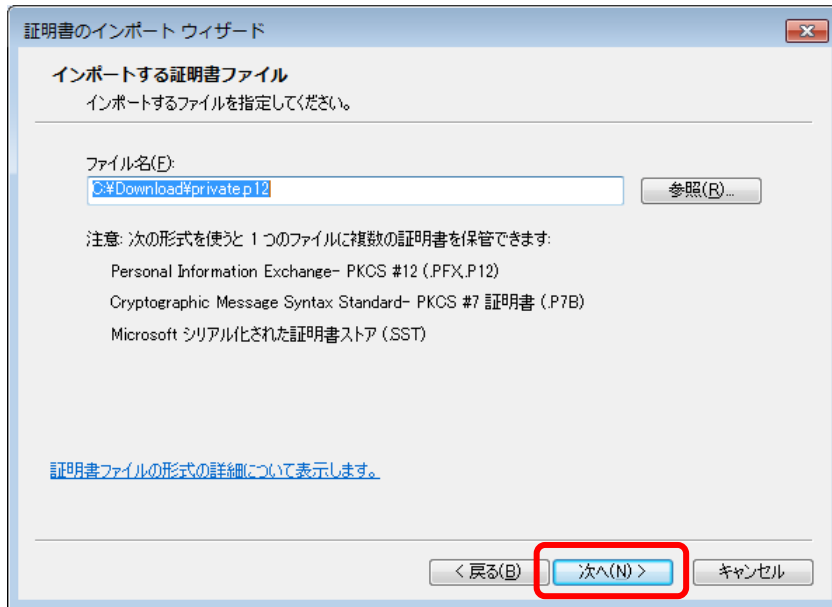 証明書のインポート ウィザード
インポートする証明書ファイル
インポートするファイルを指定してください。
ファイル名(F):
C:¥Download¥private.p12
参照(R)...
注意: 次の形式を使うと 1 つのファイルに複数の証明書を保管できます:
Personal Information Exchange- PKCS #12 (.PFX,.P12)
Cryptographic Message Syntax Standard- PKCS #7 証明書 (.P7B)
Microsoft シリアル化された証明書ストア (.SST)
証明書ファイルの形式の詳細について表示します。
< 戻る(B) 次へ(N) > キャンセル